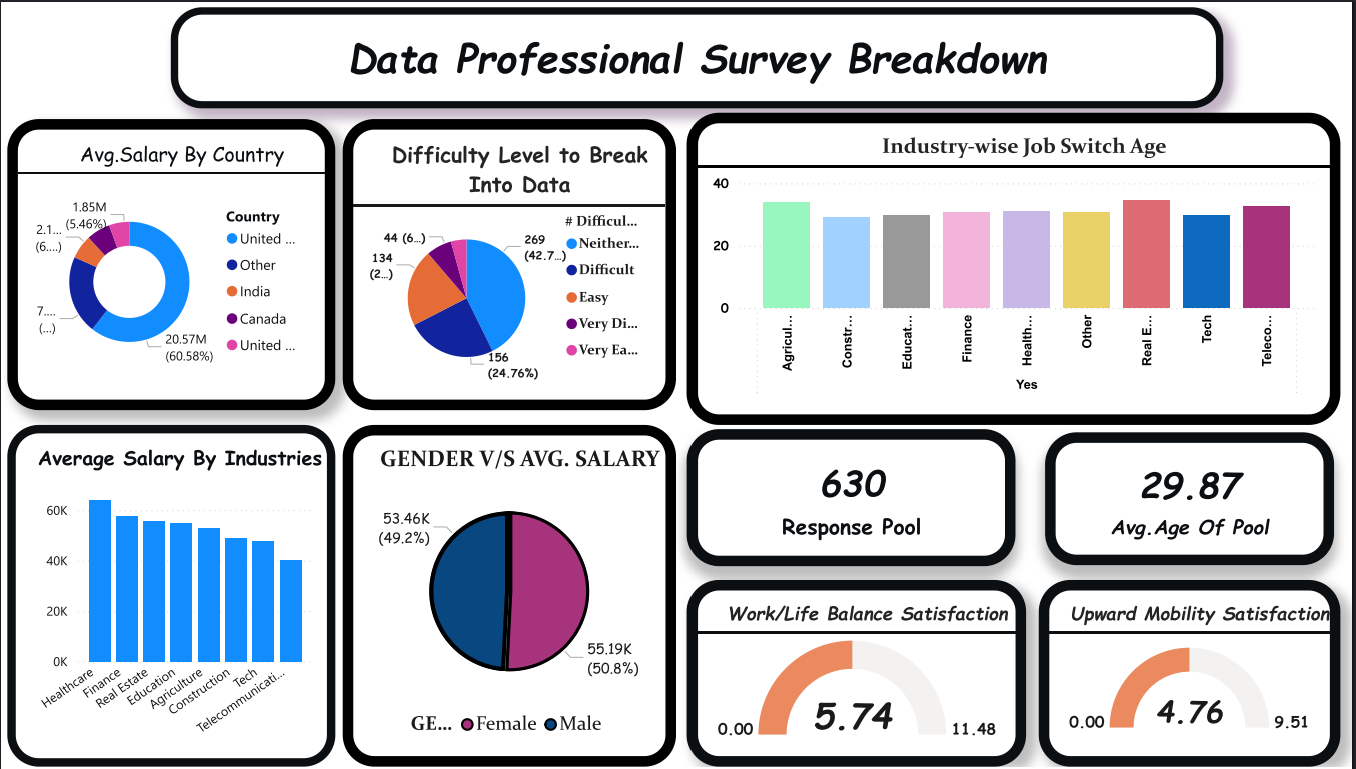 Data Professional Survey Breakdown
Avg.Salary By Country
1.85M
(5.46%)
2.1...
(6....)
7....
(...)
20.57M
(60.58%)
Country
United ...
Other
India
Canada
United ...
Difficulty Level to Break
Into Data
44 (6...)
134
(2...)
269
(42.7...)
156
(24.76%)
# Difficul...
Neither...
Difficult
Easy
Very Di...
Very Ea...
Industry-wise Job Switch Age
40
20
0
Agricul...
Constr...
Educat...
Finance
Health...
Other
Real E...
Tech
Teleco...
Yes
Average Salary By Industries
60K
40K
20K
0K
Healthcare
Finance
Real Estate
Education
Agriculture
Construction
Tech
Telecommunicati...
GENDER V/S AVG. SALARY
53.46K
(49.2%)
55.19K
(50.8%)
GE... Female Male
630
Response Pool
29.87
Avg.Age Of Pool
Work/Life Balance Satisfaction
0.00 5.74 11.48
Upward Mobility Satisfaction
0.00 4.76 9.51